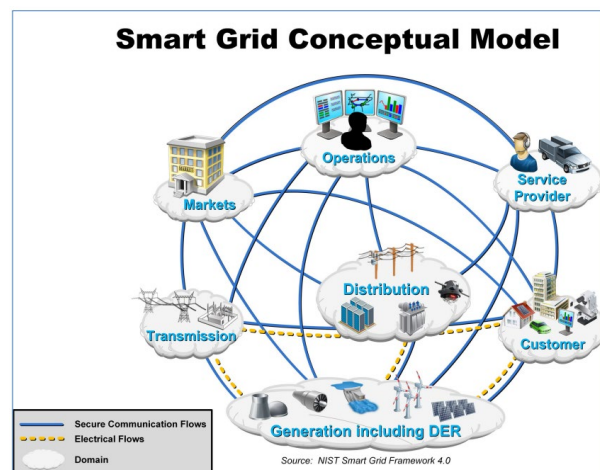 Smart Grid Conceptual Model
Operations
Markets
Service
Provider
Distribution
Transmission
Customer
Generation including DER
Secure Communication Flows
Electrical Flows
Domain
Source: NIST Smart Grid Framework 4.0